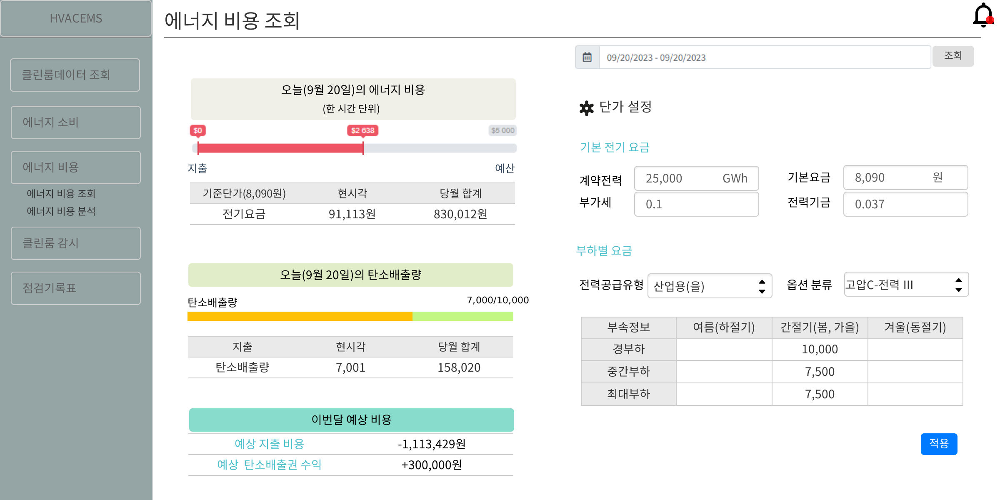 HVACEMS
클린룸데이터 조회
에너지 소비
에너지 비용
에너지 비용 조회
에너지 비용 분석
클린룸 감시
점검기록표
에너지 비용 조회
09/20/2023 - 09/20/2023 조회
오늘(9월 20일)의 에너지 비용
(한 시간 단위)
$0 $2 638 $5 000
지출 예산
기준단가(8,090원) 현시각 당월 합계
전기요금 91,113원 830,012원
오늘(9월 20일)의 탄소배출량
탄소배출량 7,000/10,000
지출 현시각 당월 합계
탄소배출량 7,001 158,020
이번달 예상 비용
예상 지출 비용 -1,113,429원
예상 탄소배출권 수익 +300,000원
단가 설정
기본 전기 요금
계약전력 25,000 GWh 기본요금 8,090 원
부가세 0.1 전력기금 0.037
부하별 요금
전력공급유형 산업용(을) 옵션 분류 고압C-전력 III
부속정보 여름(하절기) 간절기(봄, 가을) 겨울(동절기)
경부하 10,000
중간부하 7,500
최대부하 7,500
적용